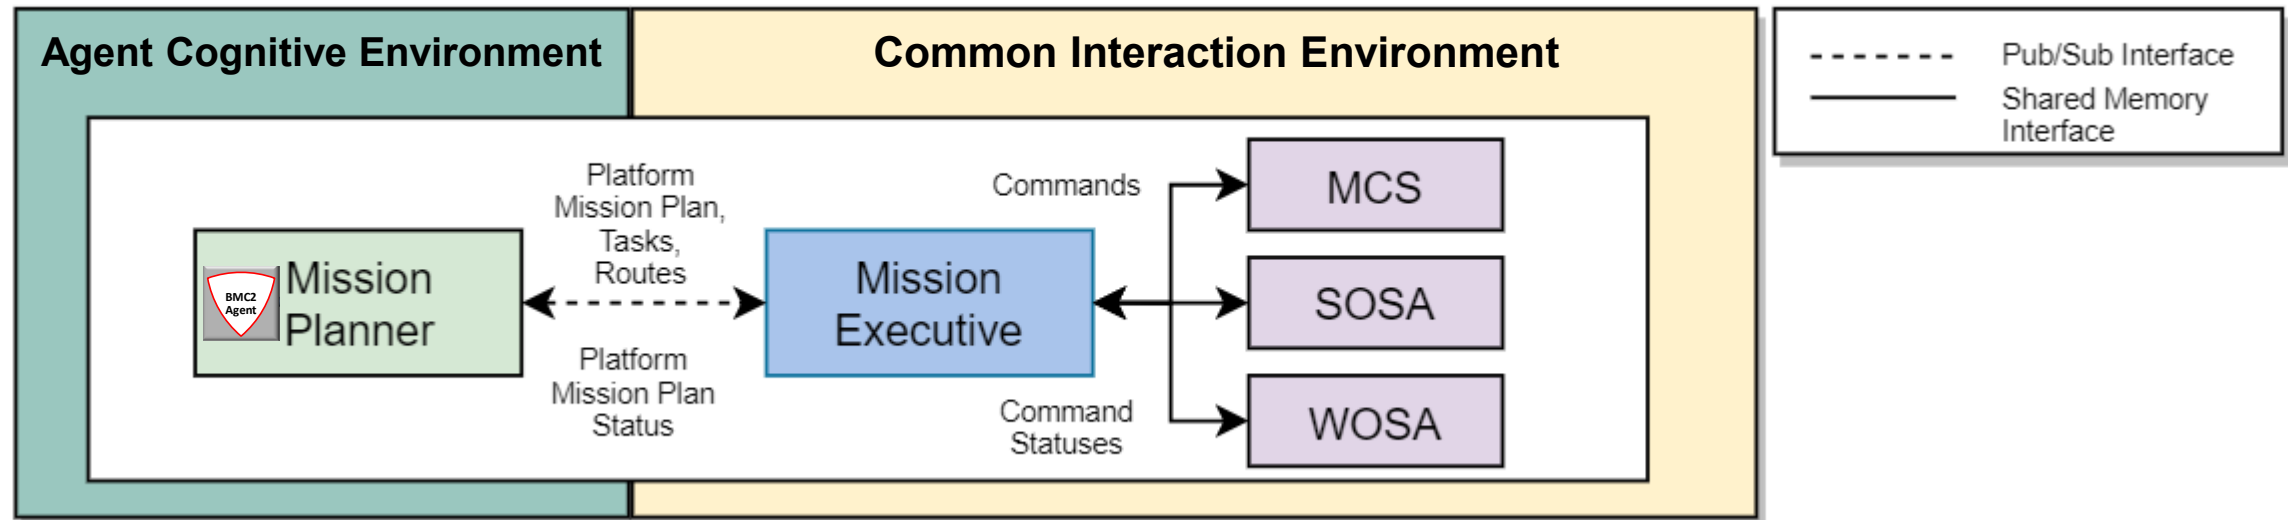 Agent Cognitive Environment
Common Interaction Environment
Pub/Sub Interface
Shared Memory
Interface
Platform
Mission Plan,
Tasks,
Routes
Commands
MCS
BMC2
Agent
Mission
Planner
Mission
Executive
SOSA
Platform
Mission Plan
Status
Command
Statuses
WOSA